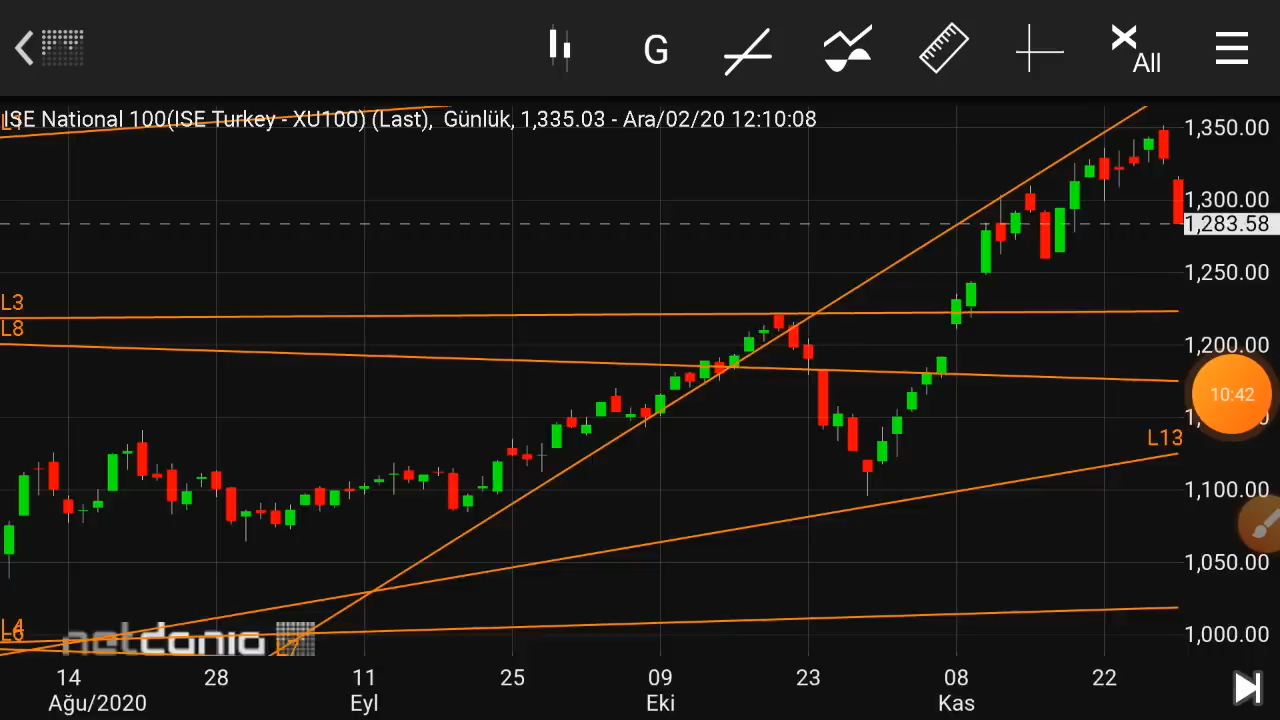 G
All
ISE National 100(ISE Turkey - XU100) (Last), Günlük, 1,335.03 - Ara/02/20 12:10:08
1,350.00
1,300.00
1,283.58
1,250.00
L3
L8
1,200.00
10:42
L13
1,100.00
1,050.00
1,000.00
L4
netdania
14 28 11 25 09 23 08 22
Ağu/2020 Eyl Eki Kas